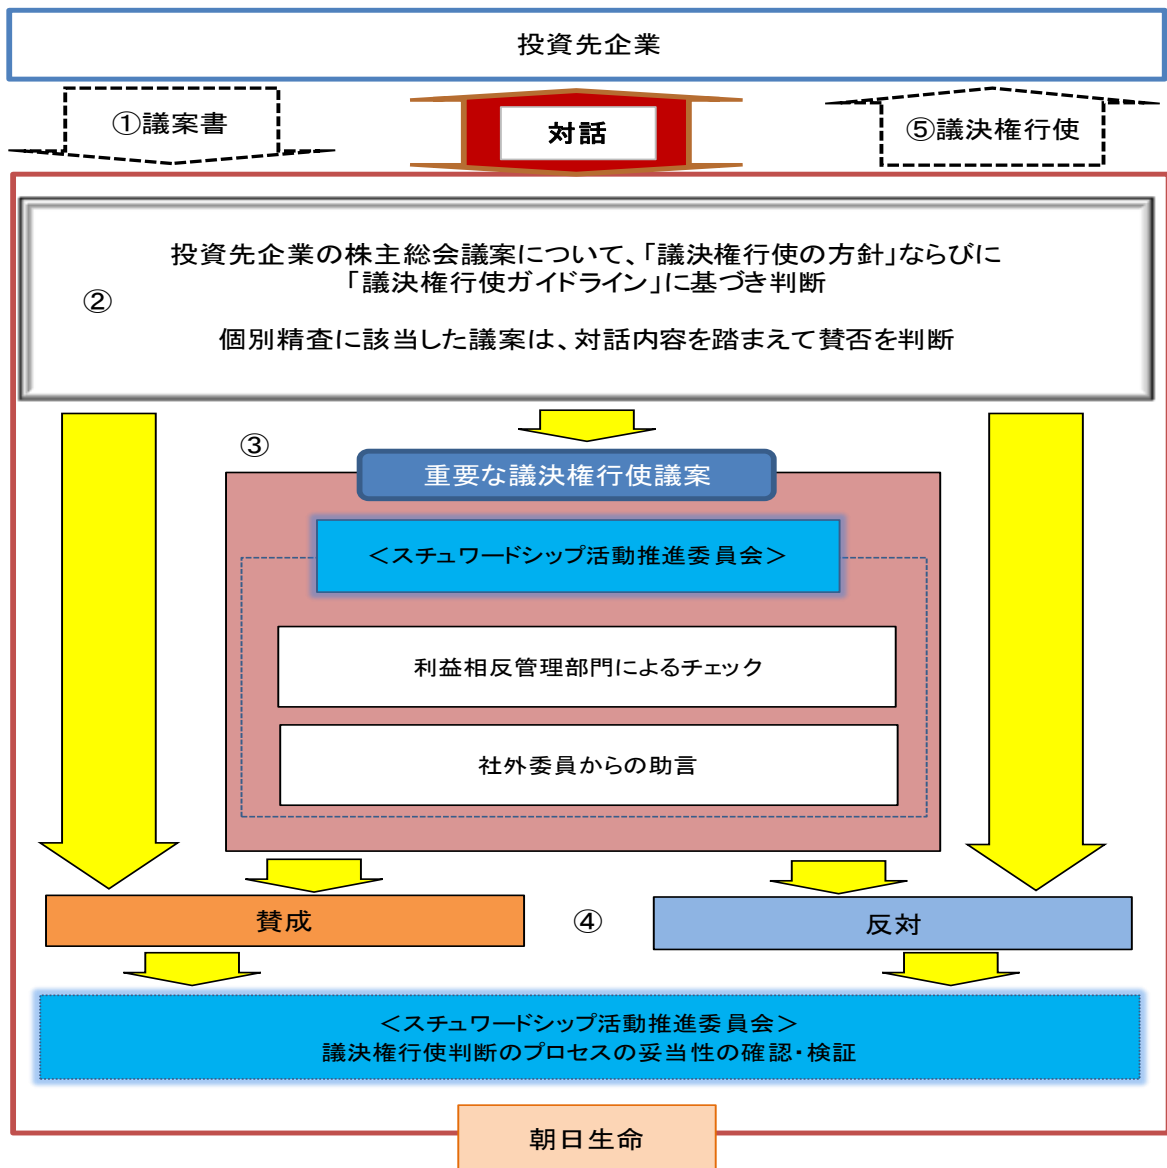 投資先企業
①議案書
対話
⑤議決権行使
投資先企業の株主総会議案について、「議決権行使の方針」ならびに
「議決権行使ガイドライン」に基づき判断
②
個別精査に該当した議案は、対話内容を踏まえて賛否を判断
③
重要な議決権行使議案
＜スチュワードシップ活動推進委員会＞
利益相反管理部門によるチェック
社外委員からの助言
賛成
④
反対
＜スチュワードシップ活動推進委員会＞
議決権行使判断のプロセスの妥当性の確認・検証
朝日生命